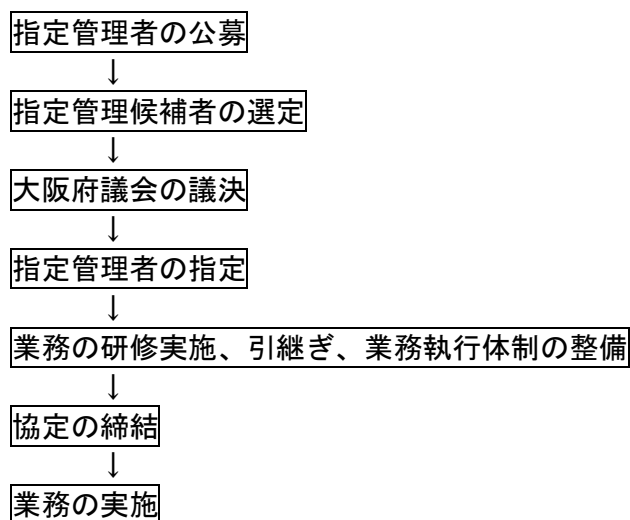 指定管理者の公募
↓
指定管理候補者の選定
↓
大阪府議会の議決
↓
指定管理者の指定
↓
業務の研修実施、引継ぎ、業務執行体制の整備
↓
協定の締結
↓
業務の実施